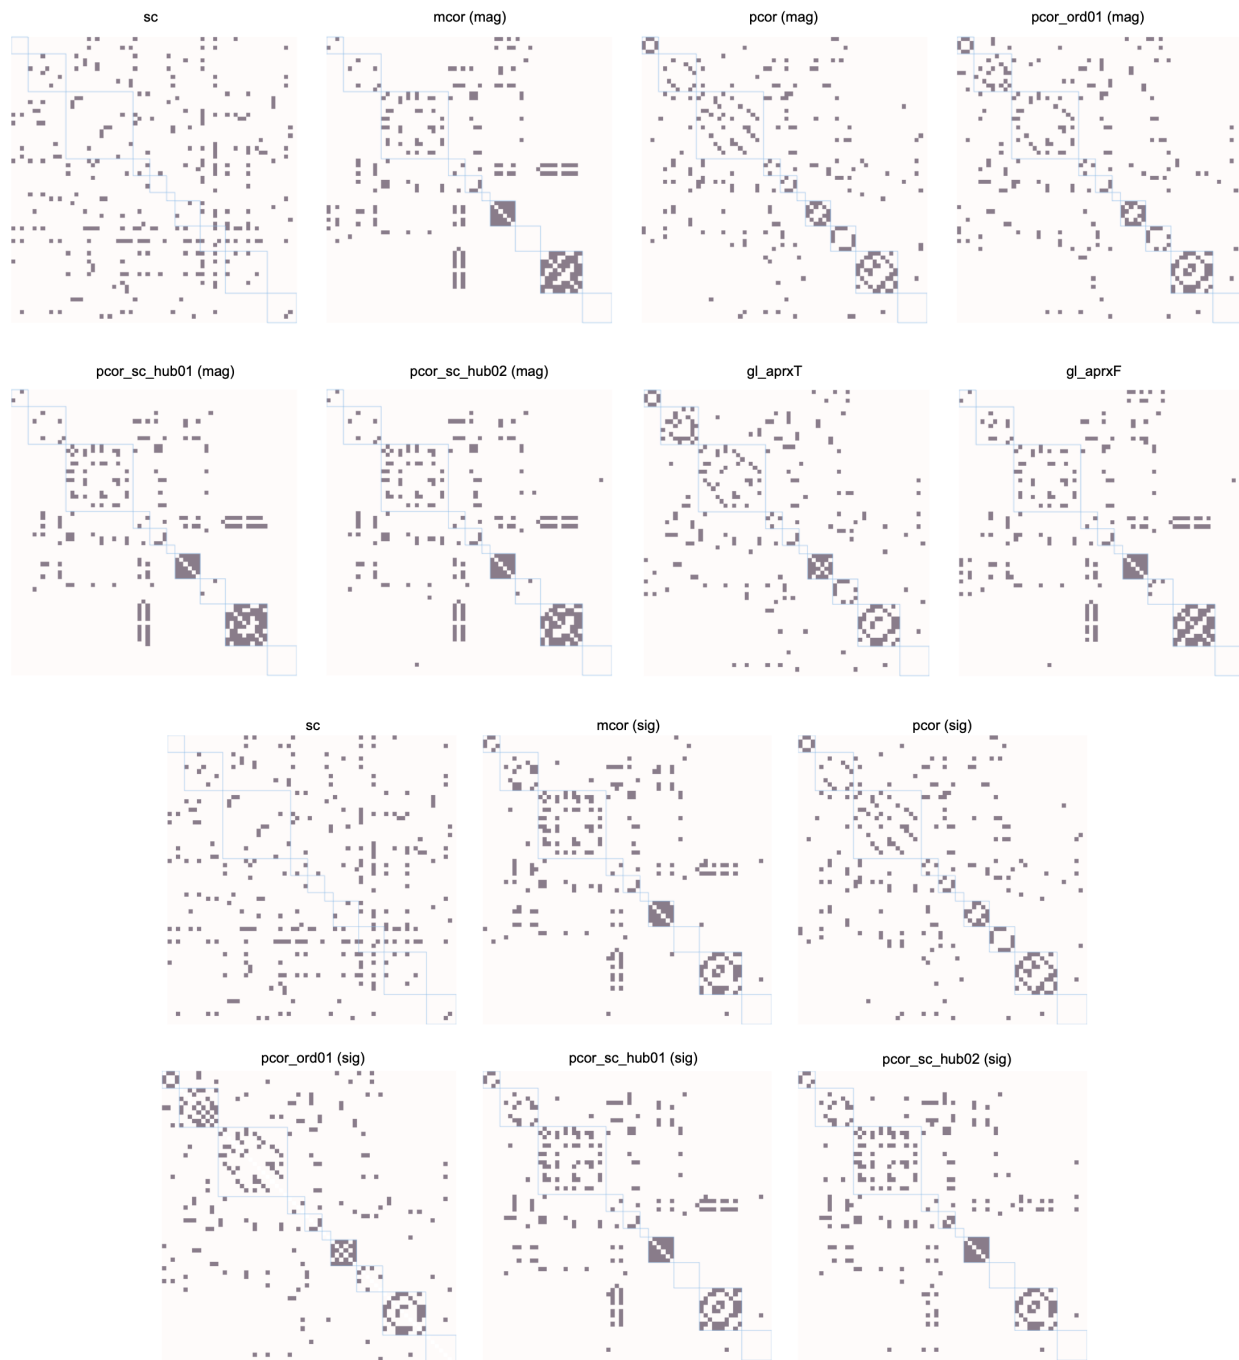 sc
mcor (mag)
pcor (mag)
pcor_ord01 (mag)
pcor_sc_hub01 (mag)
pcor_sc_hub02 (mag)
gl_aprxT
gl_aprxF
sc
mcor (sig)
pcor (sig)
pcor_ord01 (sig)
pcor_sc_hub01 (sig)
pcor_sc_hub02 (sig)